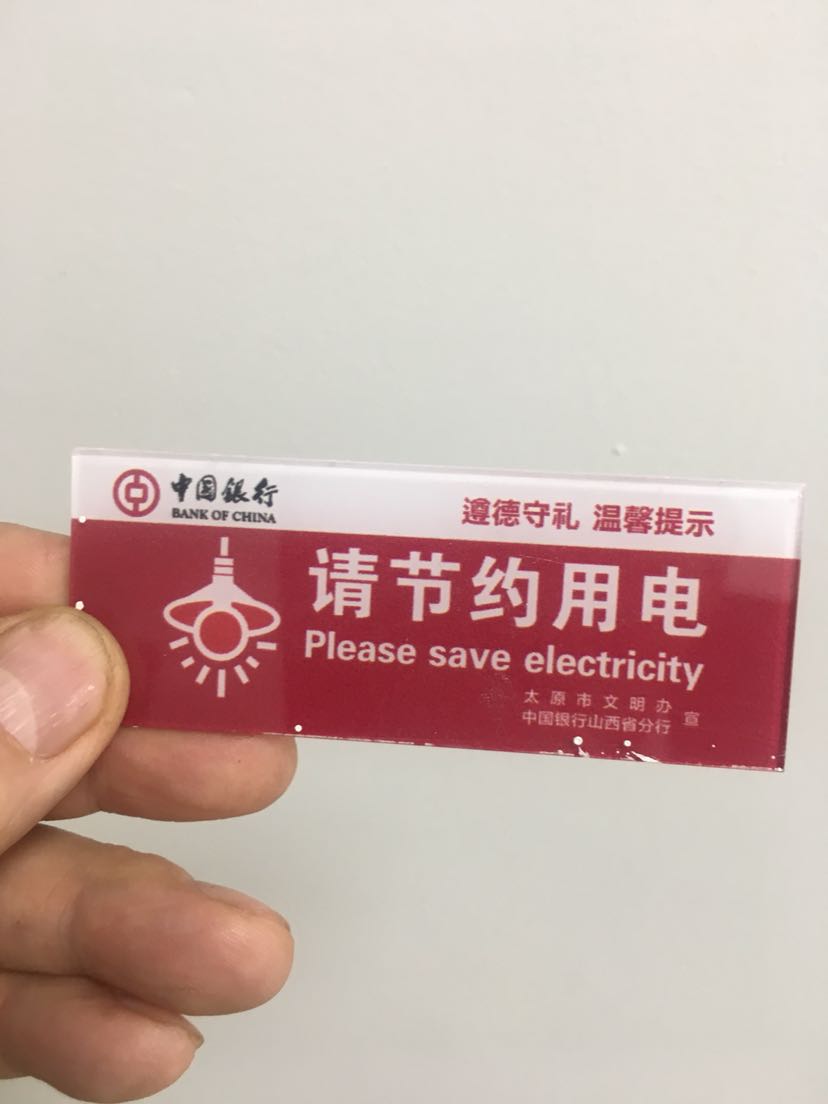 中国银行
BANK OF CHINA
遵德守礼 温馨提示
请节约用电
Please save electricity
太原市文明办
中国银行山西省分行 宣